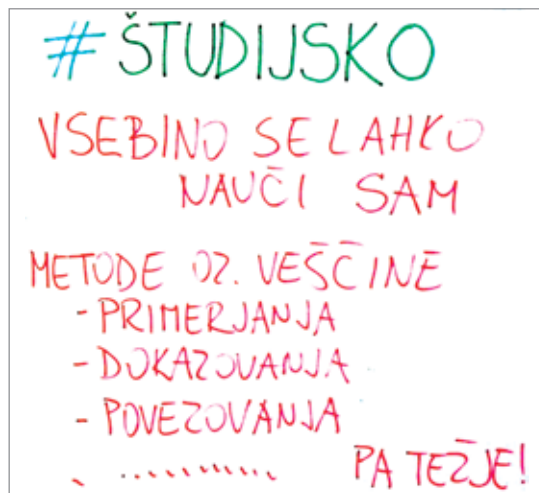 # ŠTUDIJSKO
VSEBINO SE LAHKO
NAUČI SAM
METODE OZ. VEŠČINE
- PRIMERJANJA
- DOKAZOVANJA
- POVEZOVANJA
- .......... PA TEŽJE!